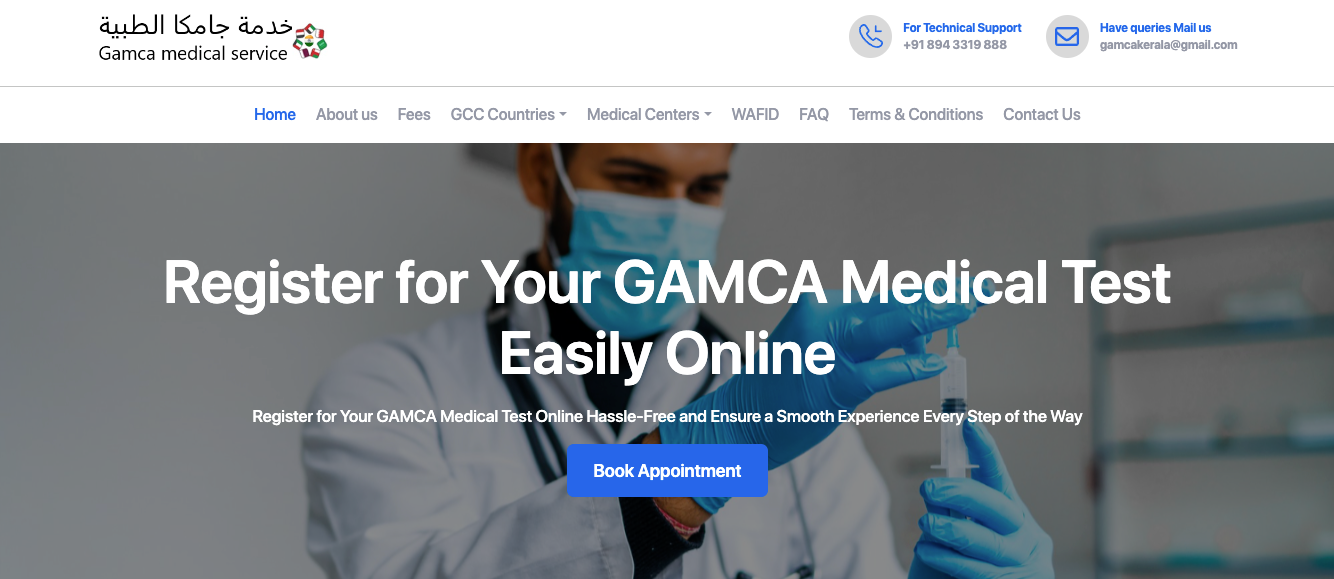 خدمة جامكا الطبية
Gamca medical service
For Technical Support
+91 894 3319 888
Have queries Mail us
gamcakerala@gmail.com
Home About us Fees GCC Countries Medical Centers WAFID FAQ Terms & Conditions Contact Us
Register for Your GAMCA Medical Test
Easily Online
Register for Your GAMCA Medical Test Online Hassle-Free and Ensure a Smooth Experience Every Step of the Way
Book Appointment